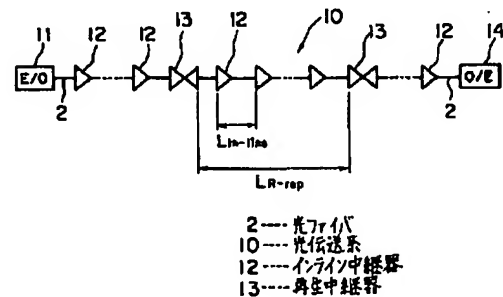 10
11 12 12 13 12 13 12 14
E/O O/E
2 2
Lin-line
LR-rep
2---- 光ファイバ
10---- 光伝送系
12---- インライン中継器
13---- 再生中継器